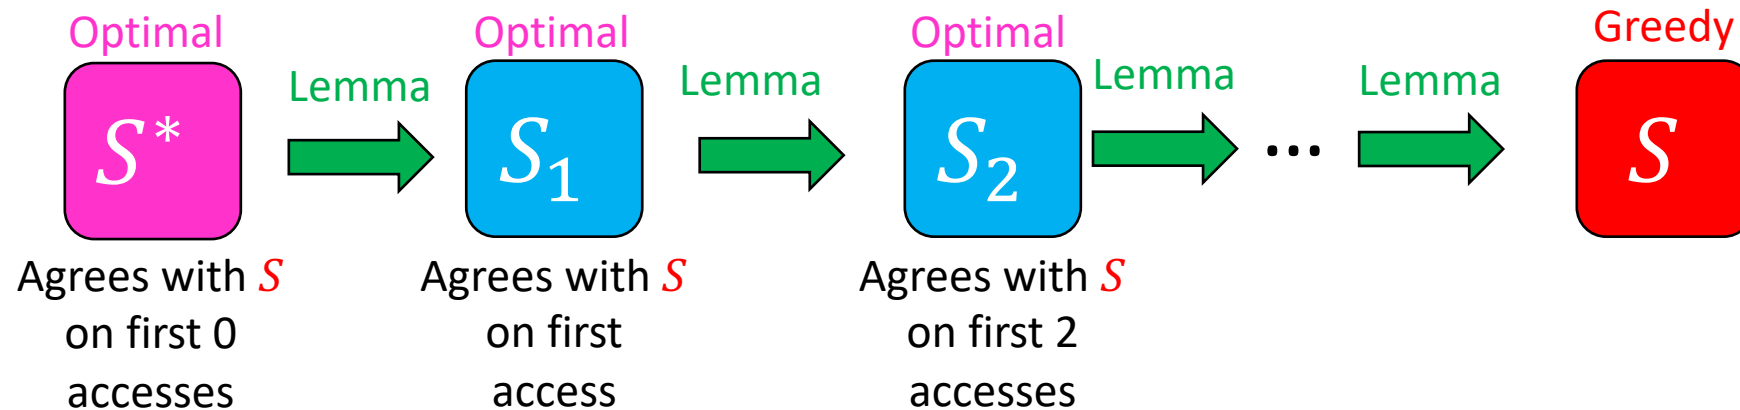 Optimal
Optimal
Optimal
Greedy
Lemma
Lemma
Lemma
Lemma
S*
S₁
S₂
...
S
Agrees with S
on first 0
accesses
Agrees with S
on first
access
Agrees with S
on first 2
accesses